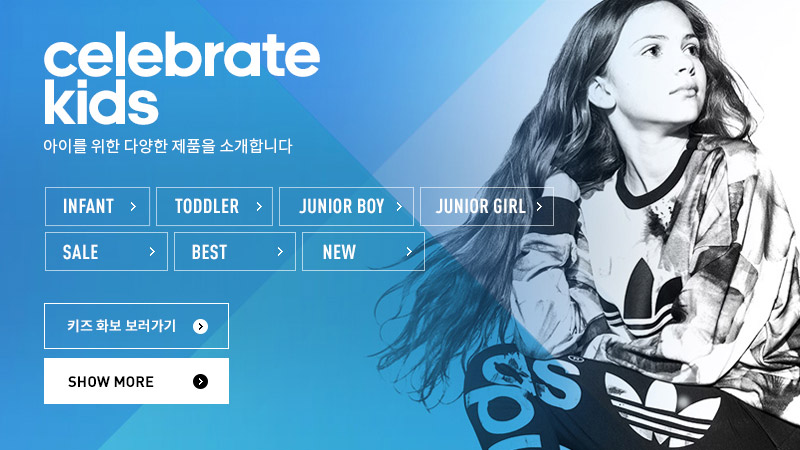 celebrate
kids
아이를 위한 다양한 제품을 소개합니다
INFANT TODDLER JUNIOR BOY JUNIOR GIRL
SALE BEST NEW
키즈 화보 보러가기
SHOW MORE